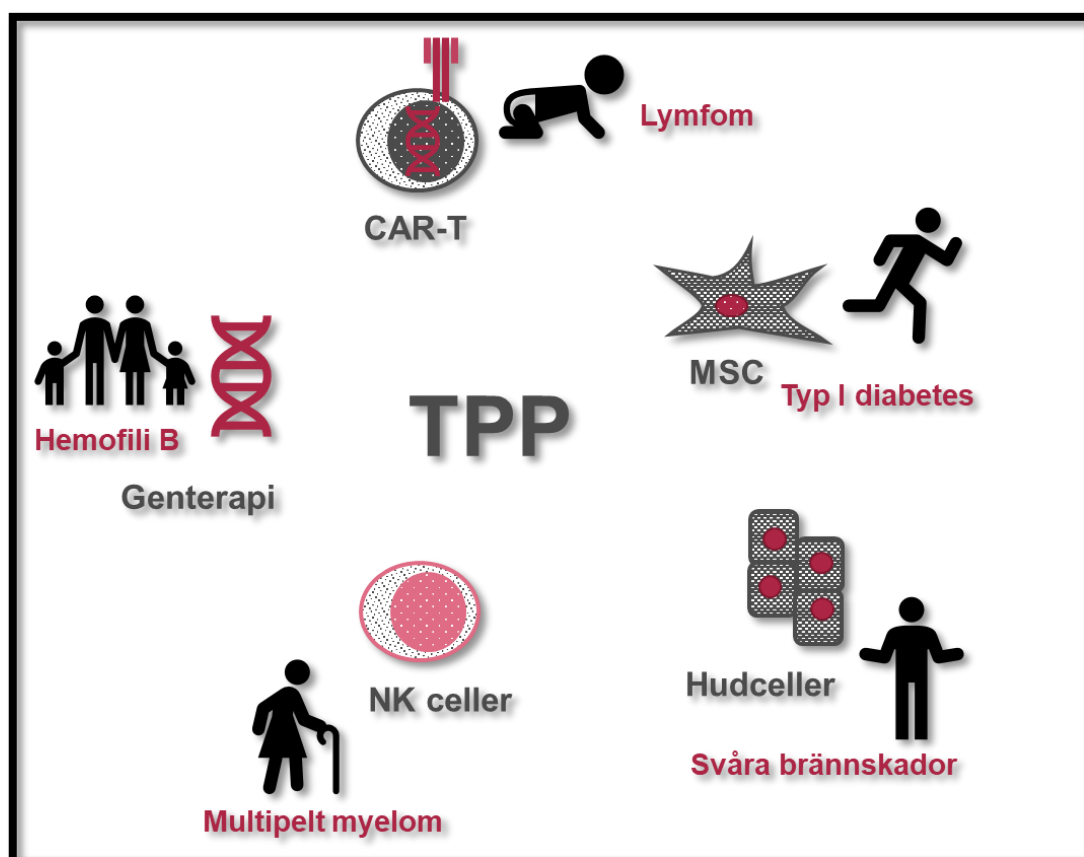 Lymfom
CAR-T
MSC
Typ I diabetes
TPP
Hemofili B
Genterapi
NK celler
Hudceller
Svåra brännskador
Multipelt myelom